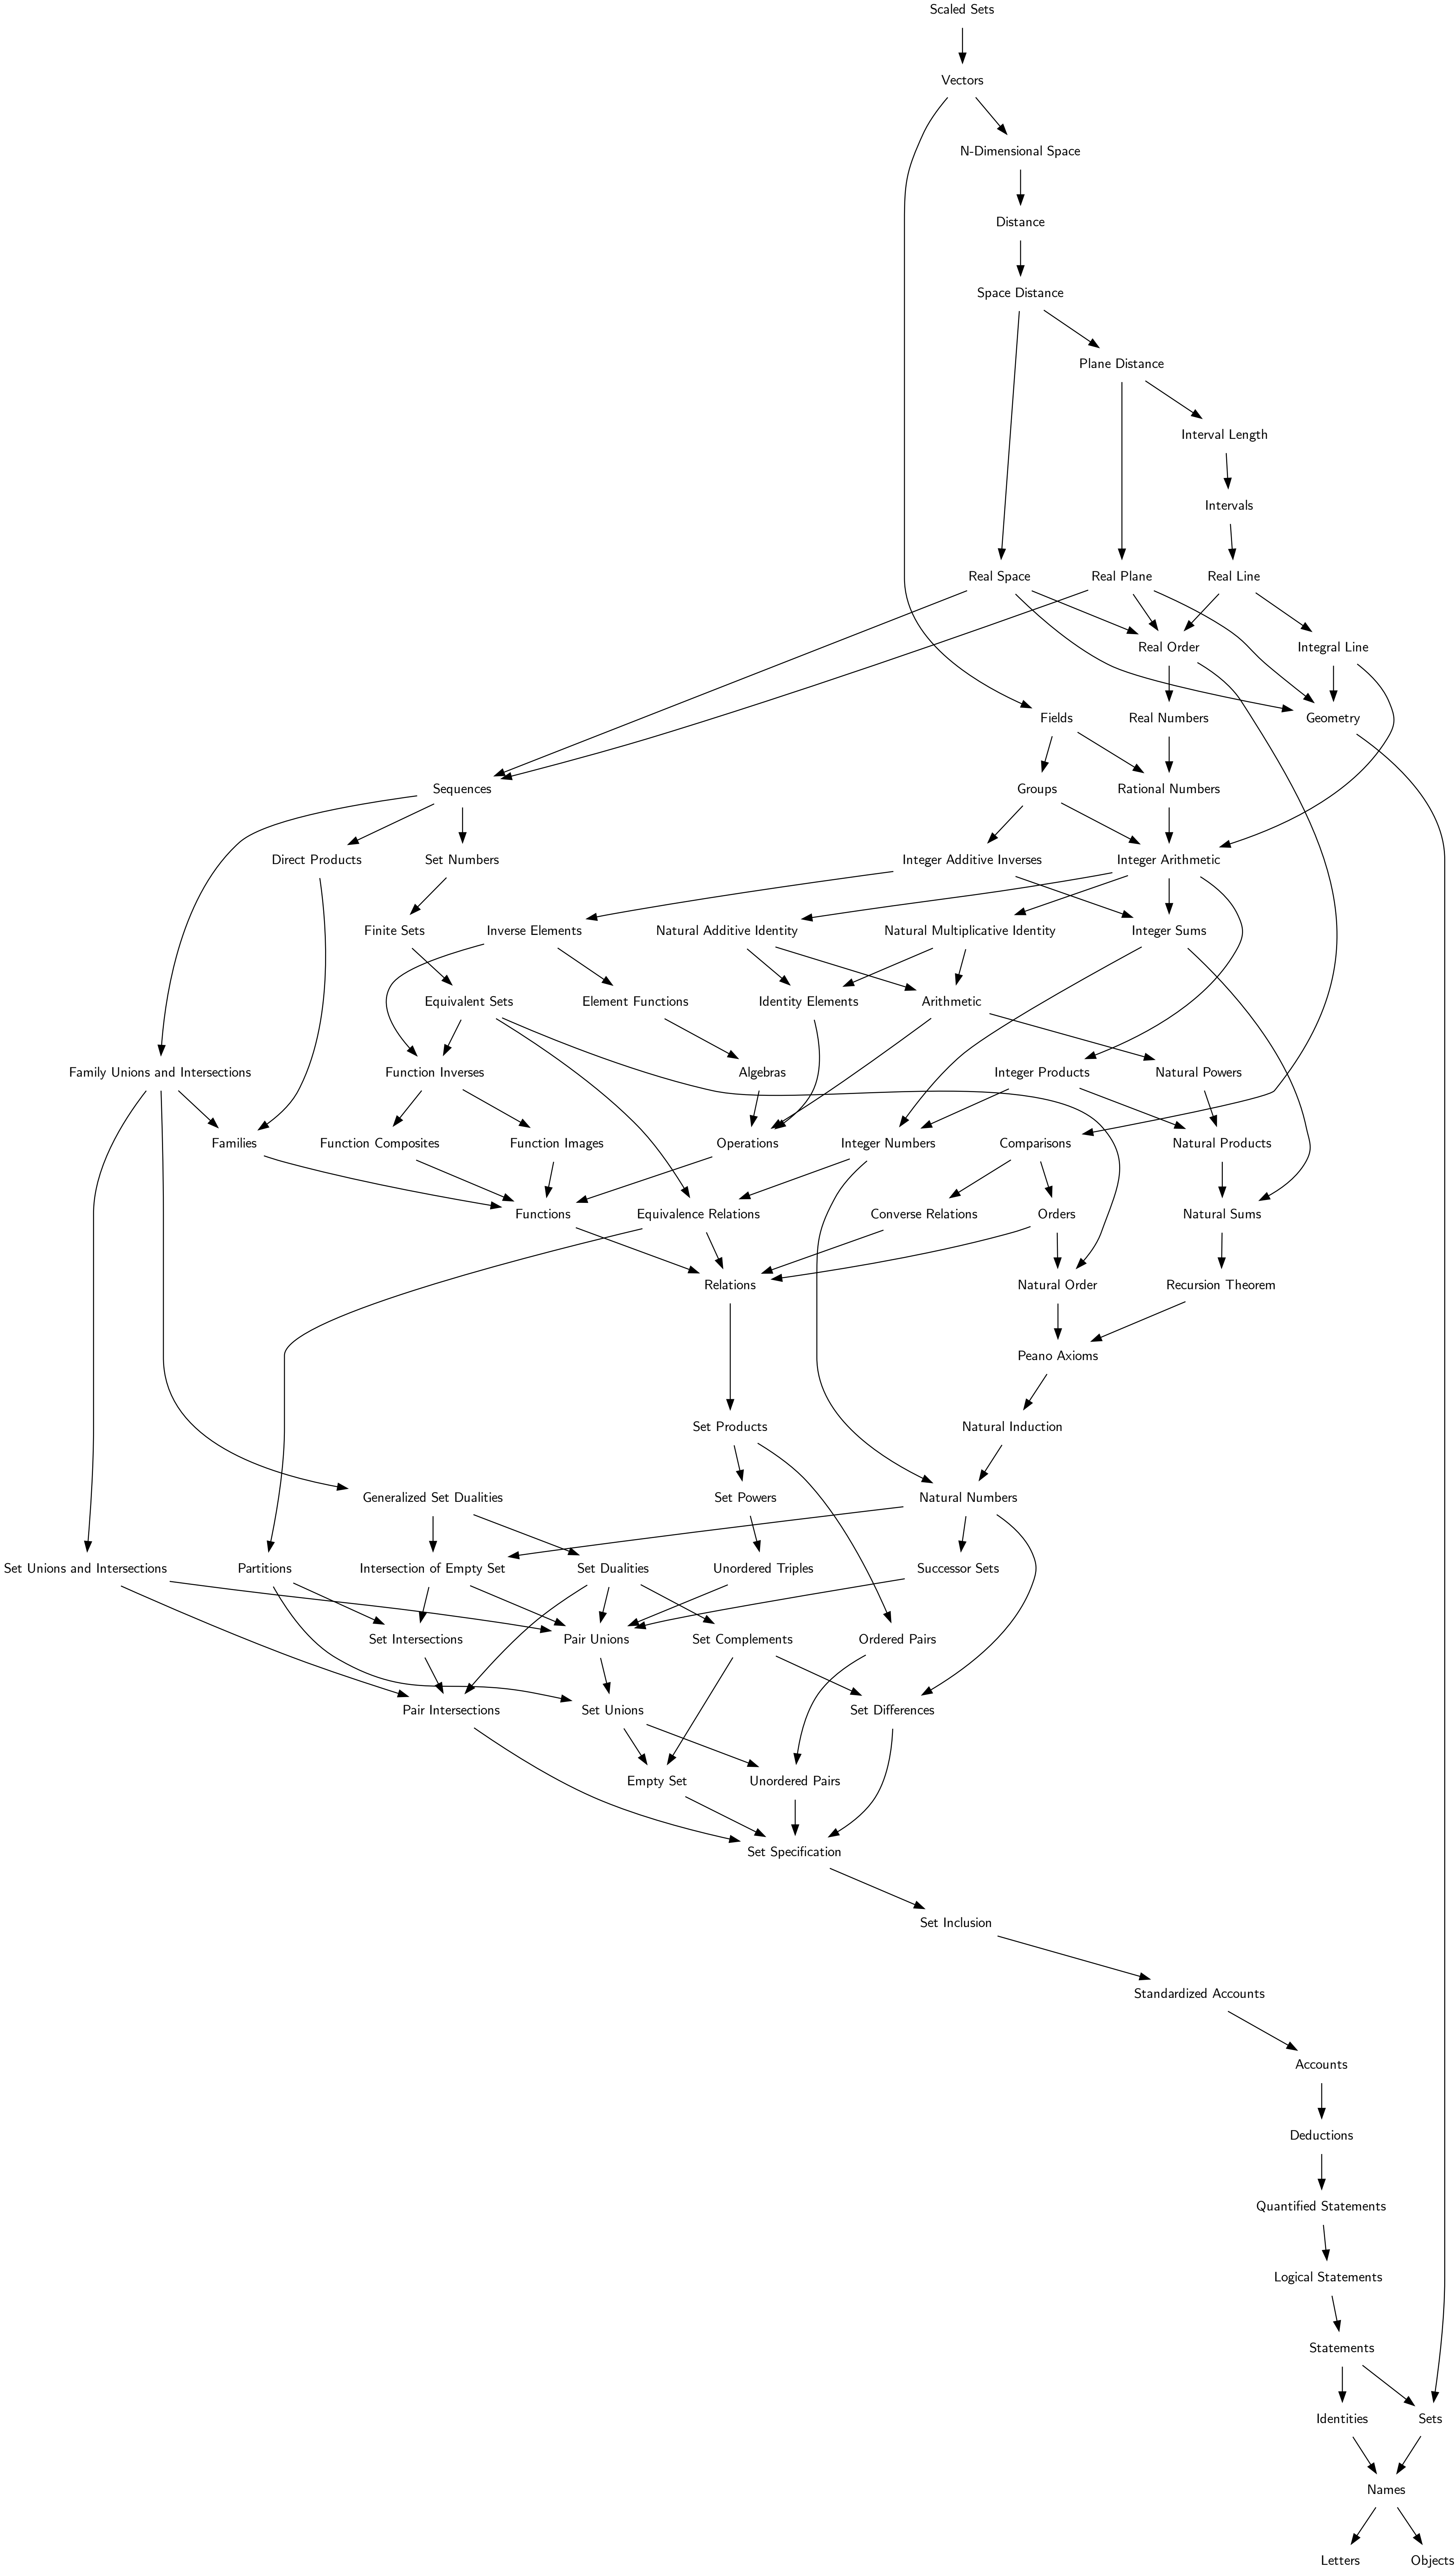 Scaled Sets
Vectors
N-Dimensional Space
Distance
Space Distance
Plane Distance
Interval Length
Intervals
Real Space
Real Plane
Real Line
Real Order
Integral Line
Fields
Real Numbers
Geometry
Sequences
Groups
Rational Numbers
Direct Products
Set Numbers
Integer Additive Inverses
Integer Arithmetic
Finite Sets
Inverse Elements
Natural Additive Identity
Natural Multiplicative Identity
Integer Sums
Equivalent Sets
Element Functions
Identity Elements
Arithmetic
Family Unions and Intersections
Function Inverses
Algebras
Integer Products
Natural Powers
Families
Function Composites
Function Images
Operations
Integer Numbers
Comparisons
Natural Products
Functions
Equivalence Relations
Converse Relations
Orders
Natural Sums
Relations
Natural Order
Recursion Theorem
Peano Axioms
Set Products
Natural Induction
Generalized Set Dualities
Set Powers
Natural Numbers
Set Unions and Intersections
Partitions
Intersection of Empty Set
Set Dualities
Unordered Triples
Successor Sets
Set Intersections
Pair Unions
Set Complements
Ordered Pairs
Pair Intersections
Set Unions
Set Differences
Empty Set
Unordered Pairs
Set Specification
Set Inclusion
Standardized Accounts
Accounts
Deductions
Quantified Statements
Logical Statements
Statements
Identities
Sets
Names
Letters
Objects